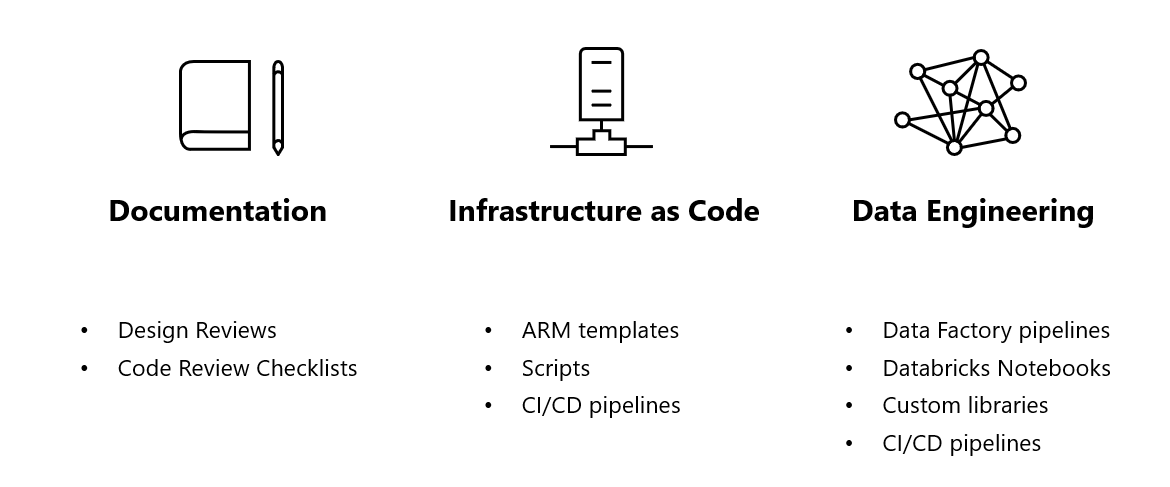 Documentation
Infrastructure as Code
Data Engineering
• Design Reviews
• Code Review Checklists
• ARM templates
• Scripts
• CI/CD pipelines
• Data Factory pipelines
• Databricks Notebooks
• Custom libraries
• CI/CD pipelines